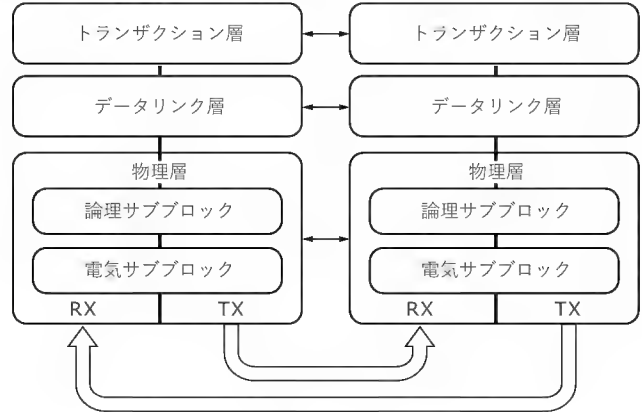 トランザクション層 トランザクション層
データリンク層 データリンク層
物理層 物理層
論理サブブロック 論理サブブロック
電気サブブロック 電気サブブロック
RX TX RX TX